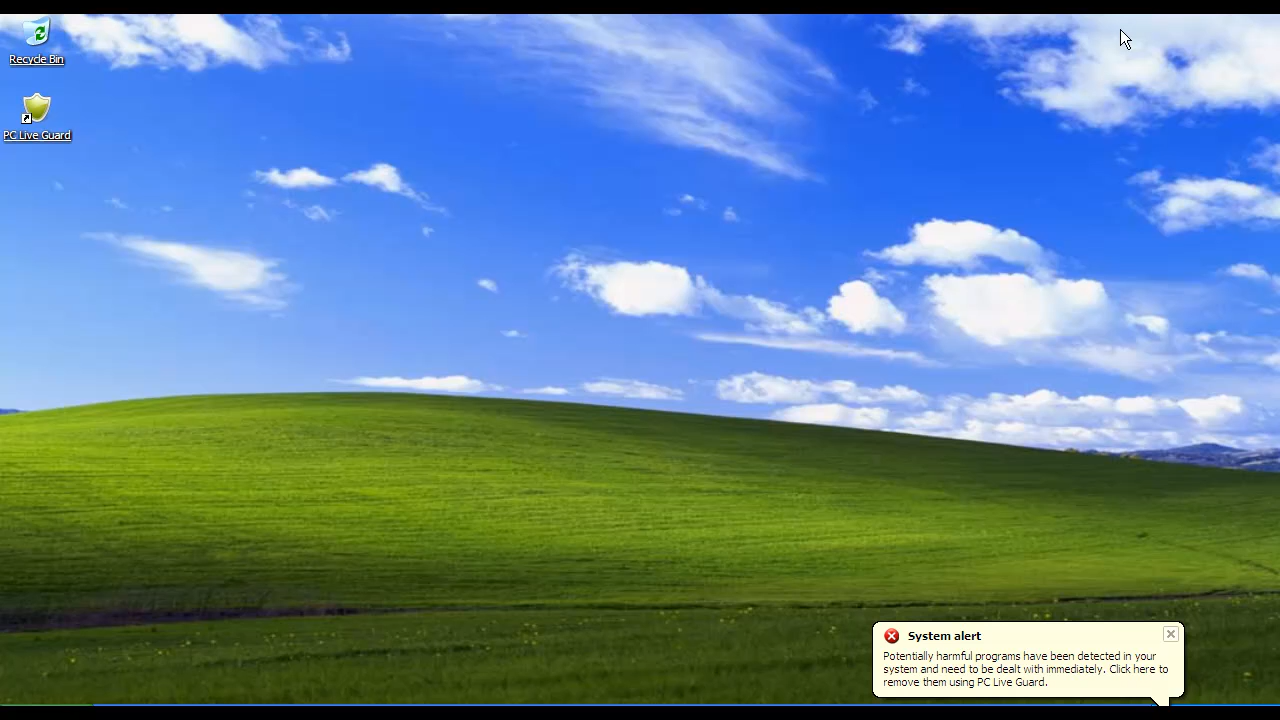 Recycle Bin
PC Live Guard
System alert
Potentially harmful programs have been detected in your
system and need to be dealt with immediately. Click here to
remove them using PC Live Guard.